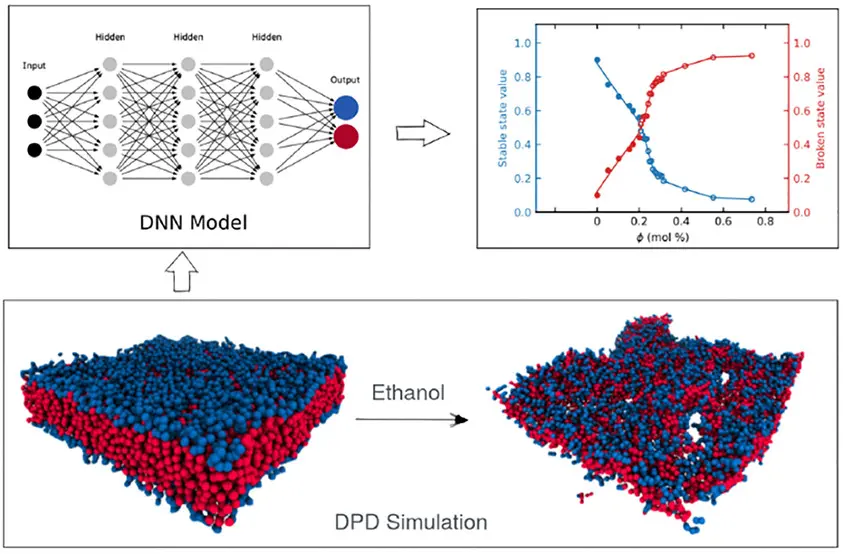 Hidden Hidden Hidden
Input
Output
DNN Model
1.0 1.0
0.8 0.8
0.6 0.6
0.4 0.4
0.2 0.2
0.0 0.0
Stable state value
Broken state value
0 0.2 0.4 0.6 0.8
ϕ (mol %)
Ethanol
DPD Simulation